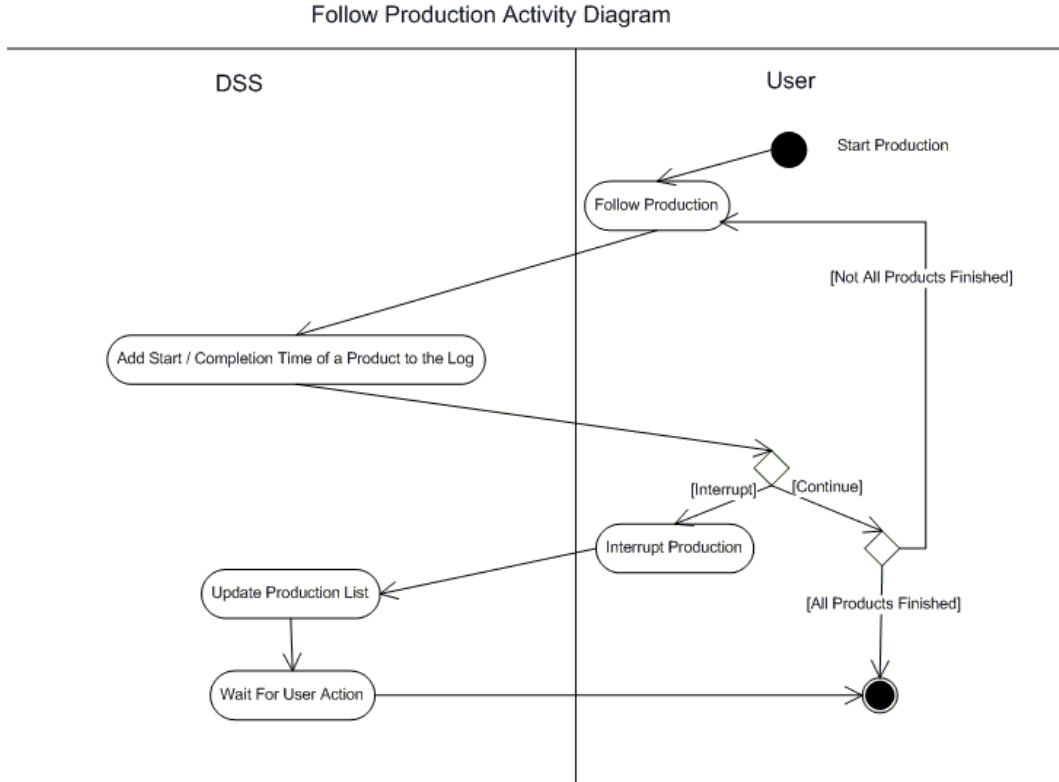 Follow Production Activity Diagram
DSS
User
Start Production
Follow Production
[Not All Products Finished]
Add Start / Completion Time of a Product to the Log
[Interrupt]
[Continue]
Interrupt Production
Update Production List
[All Products Finished]
Wait For User Action